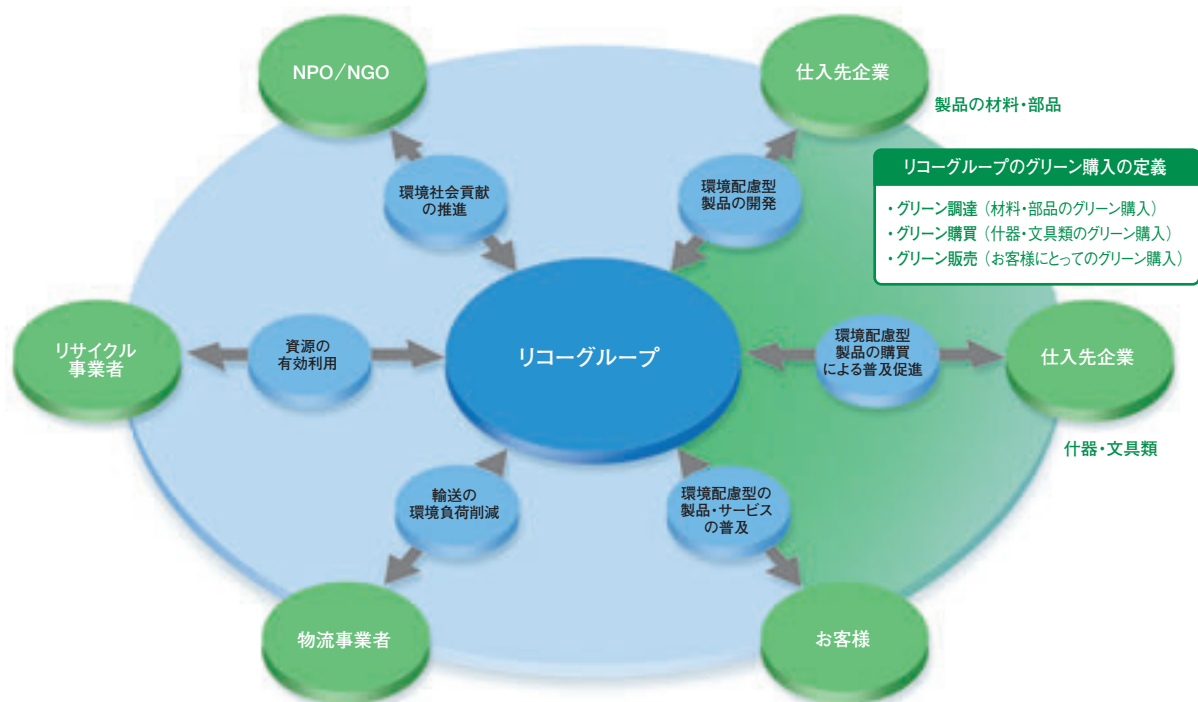 NPO/NGO
仕入先企業
製品の材料・部品
環境社会貢献
の推進
環境配慮型
製品の開発
リコーグループのグリーン購入の定義
・グリーン調達（材料・部品のグリーン購入）
・グリーン購買（什器・文具類のグリーン購入）
・グリーン販売（お客様にとってのグリーン購入）
リサイクル
事業者
資源の
有効利用
リコーグループ
環境配慮型
製品の購買
による普及促進
仕入先企業
什器・文具類
輸送の
環境負荷削減
環境配慮型の
製品・サービス
の普及
物流事業者
お客様